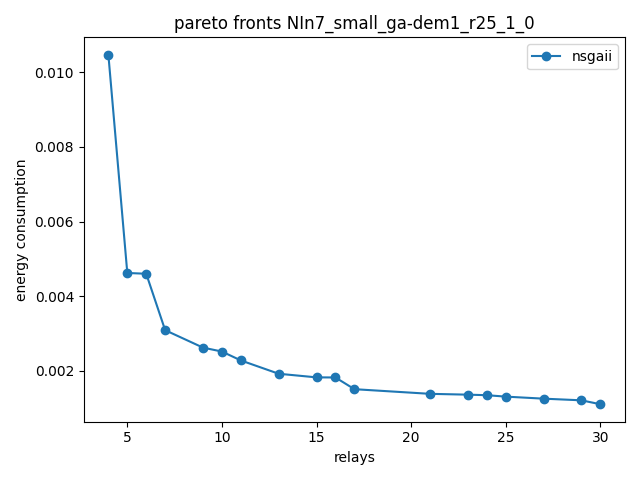 pareto fronts NIn7_small_ga-dem1_r25_1_0
nsgaii
energy consumption
0.010
0.008
0.006
0.004
0.002
5 10 15 20 25 30
relays